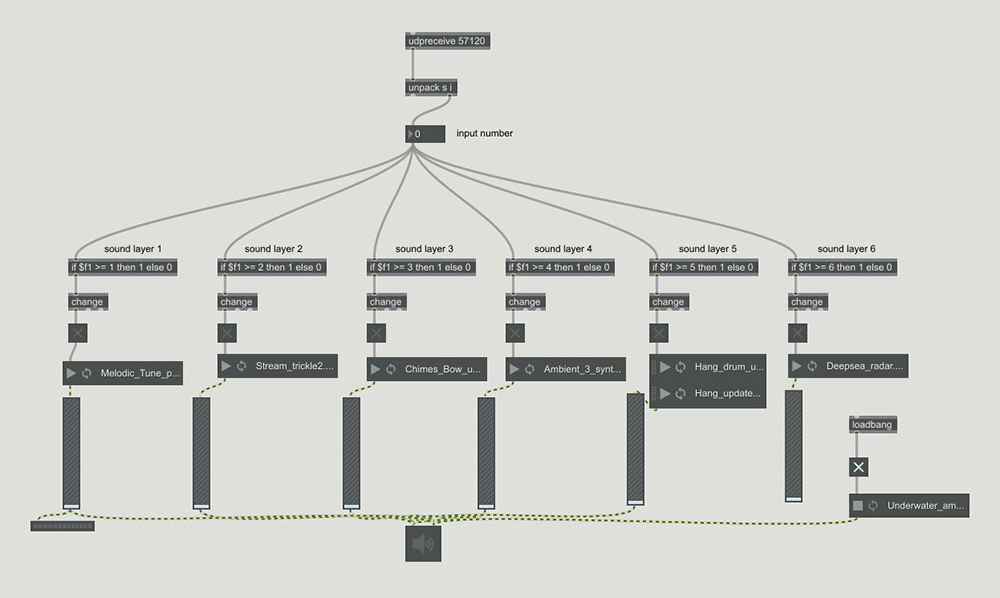 udpreceive 57120
unpack s i
0
input number
sound layer 1
sound layer 2
sound layer 3
sound layer 4
sound layer 5
sound layer 6
if $f1 >= 1 then 1 else 0
if $f1 >= 2 then 1 else 0
if $f1 >= 3 then 1 else 0
if $f1 >= 4 then 1 else 0
if $f1 >= 5 then 1 else 0
if $f1 >= 6 then 1 else 0
change
change
change
change
change
change
Melodic_Tune_p...
Stream_trickle2....
Chimes_Bow_u...
Ambient_3_synt...
Hang_drum_u...
Hang_update...
Deepsea_radar....
loadbang
Underwater_am...